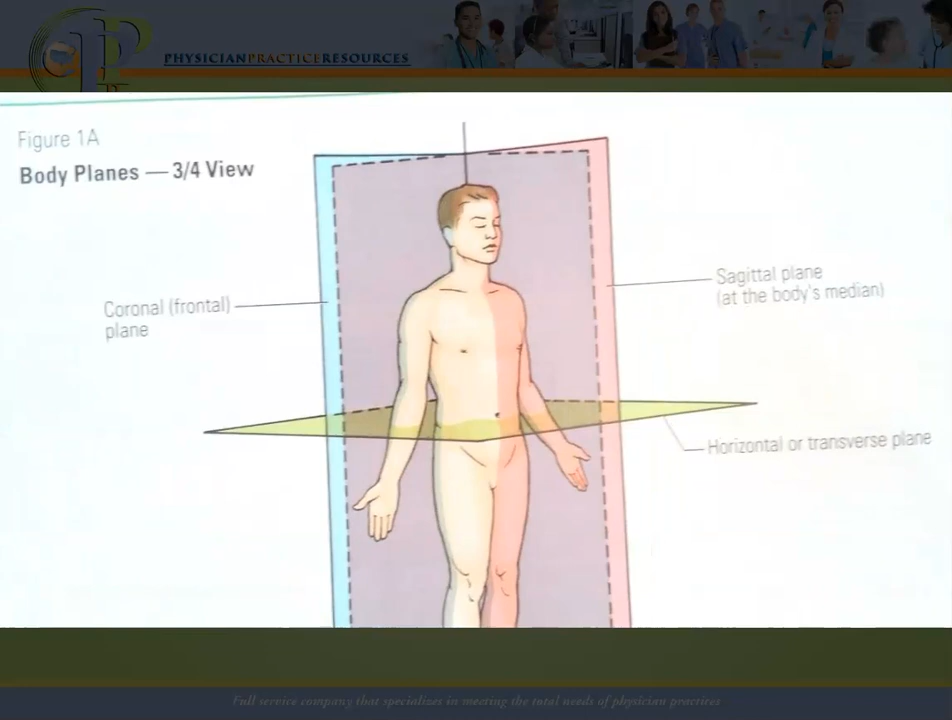 PHYSICIANPRACTICERESOURCES
Figure 1A
Body Planes — 3/4 View
Coronal (frontal)
plane
Sagittal plane
(at the body's median)
Horizontal or transverse plane
Full service company that specializes in meeting the total needs of physician practices